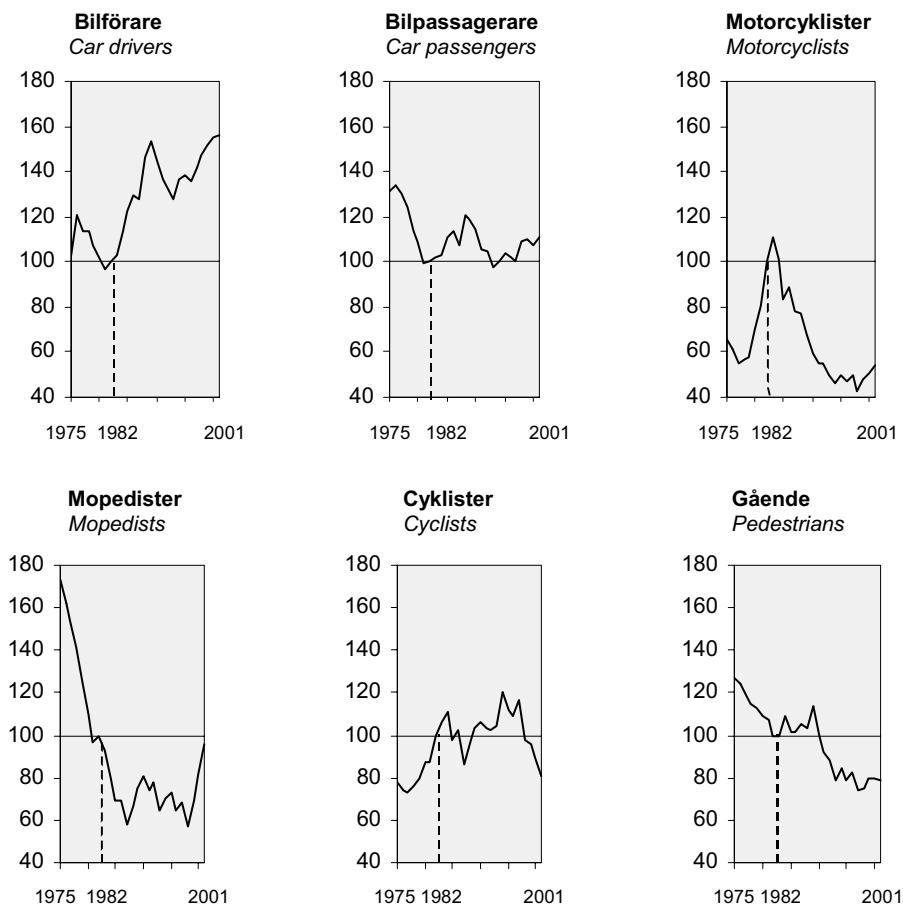 Bilförare
Car drivers
180
160
140
120
100
80
60
40
1975 1982 2001
Bilpassagerare
Car passengers
180
160
140
120
100
80
60
40
1975 1982 2001
Motorcyklister
Motorcyclists
180
160
140
120
100
80
60
40
1975 1982 2001
Mopedister
Mopedists
180
160
140
120
100
80
60
40
1975 1982 2001
Cyklister
Cyclists
180
160
140
120
100
80
60
40
1975 1982 2001
Gående
Pedestrians
180
160
140
120
100
80
60
40
1975 1982 2001